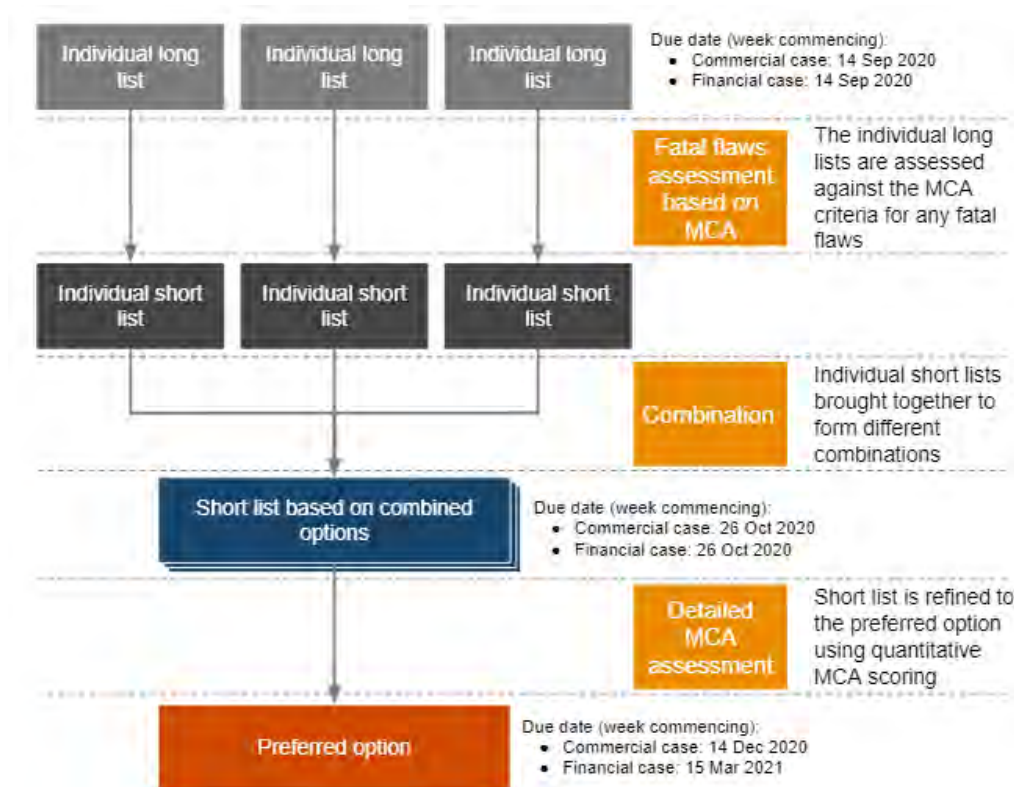 Individual long
list
Individual long
list
Individual long
list
Due date (week commencing):
• Commercial case: 14 Sep 2020
• Financial case: 14 Sep 2020
Fatal flaws
assessment
based on
MCA
The individual long
lists are assessed
against the MCA
criteria for any fatal
flaws
Individual short
list
Individual short
list
Individual short
list
Combination
Individual short lists
brought together to
form different
combinations
Short list based on combined
options
Due date (week commencing):
• Commercial case: 26 Oct 2020
• Financial case: 26 Oct 2020
Detailed
MCA
assessment
Short list is refined to
the preferred option
using quantitative
MCA scoring
Preferred option
Due date (week commencing):
• Commercial case: 14 Dec 2020
• Financial case: 15 Mar 2021